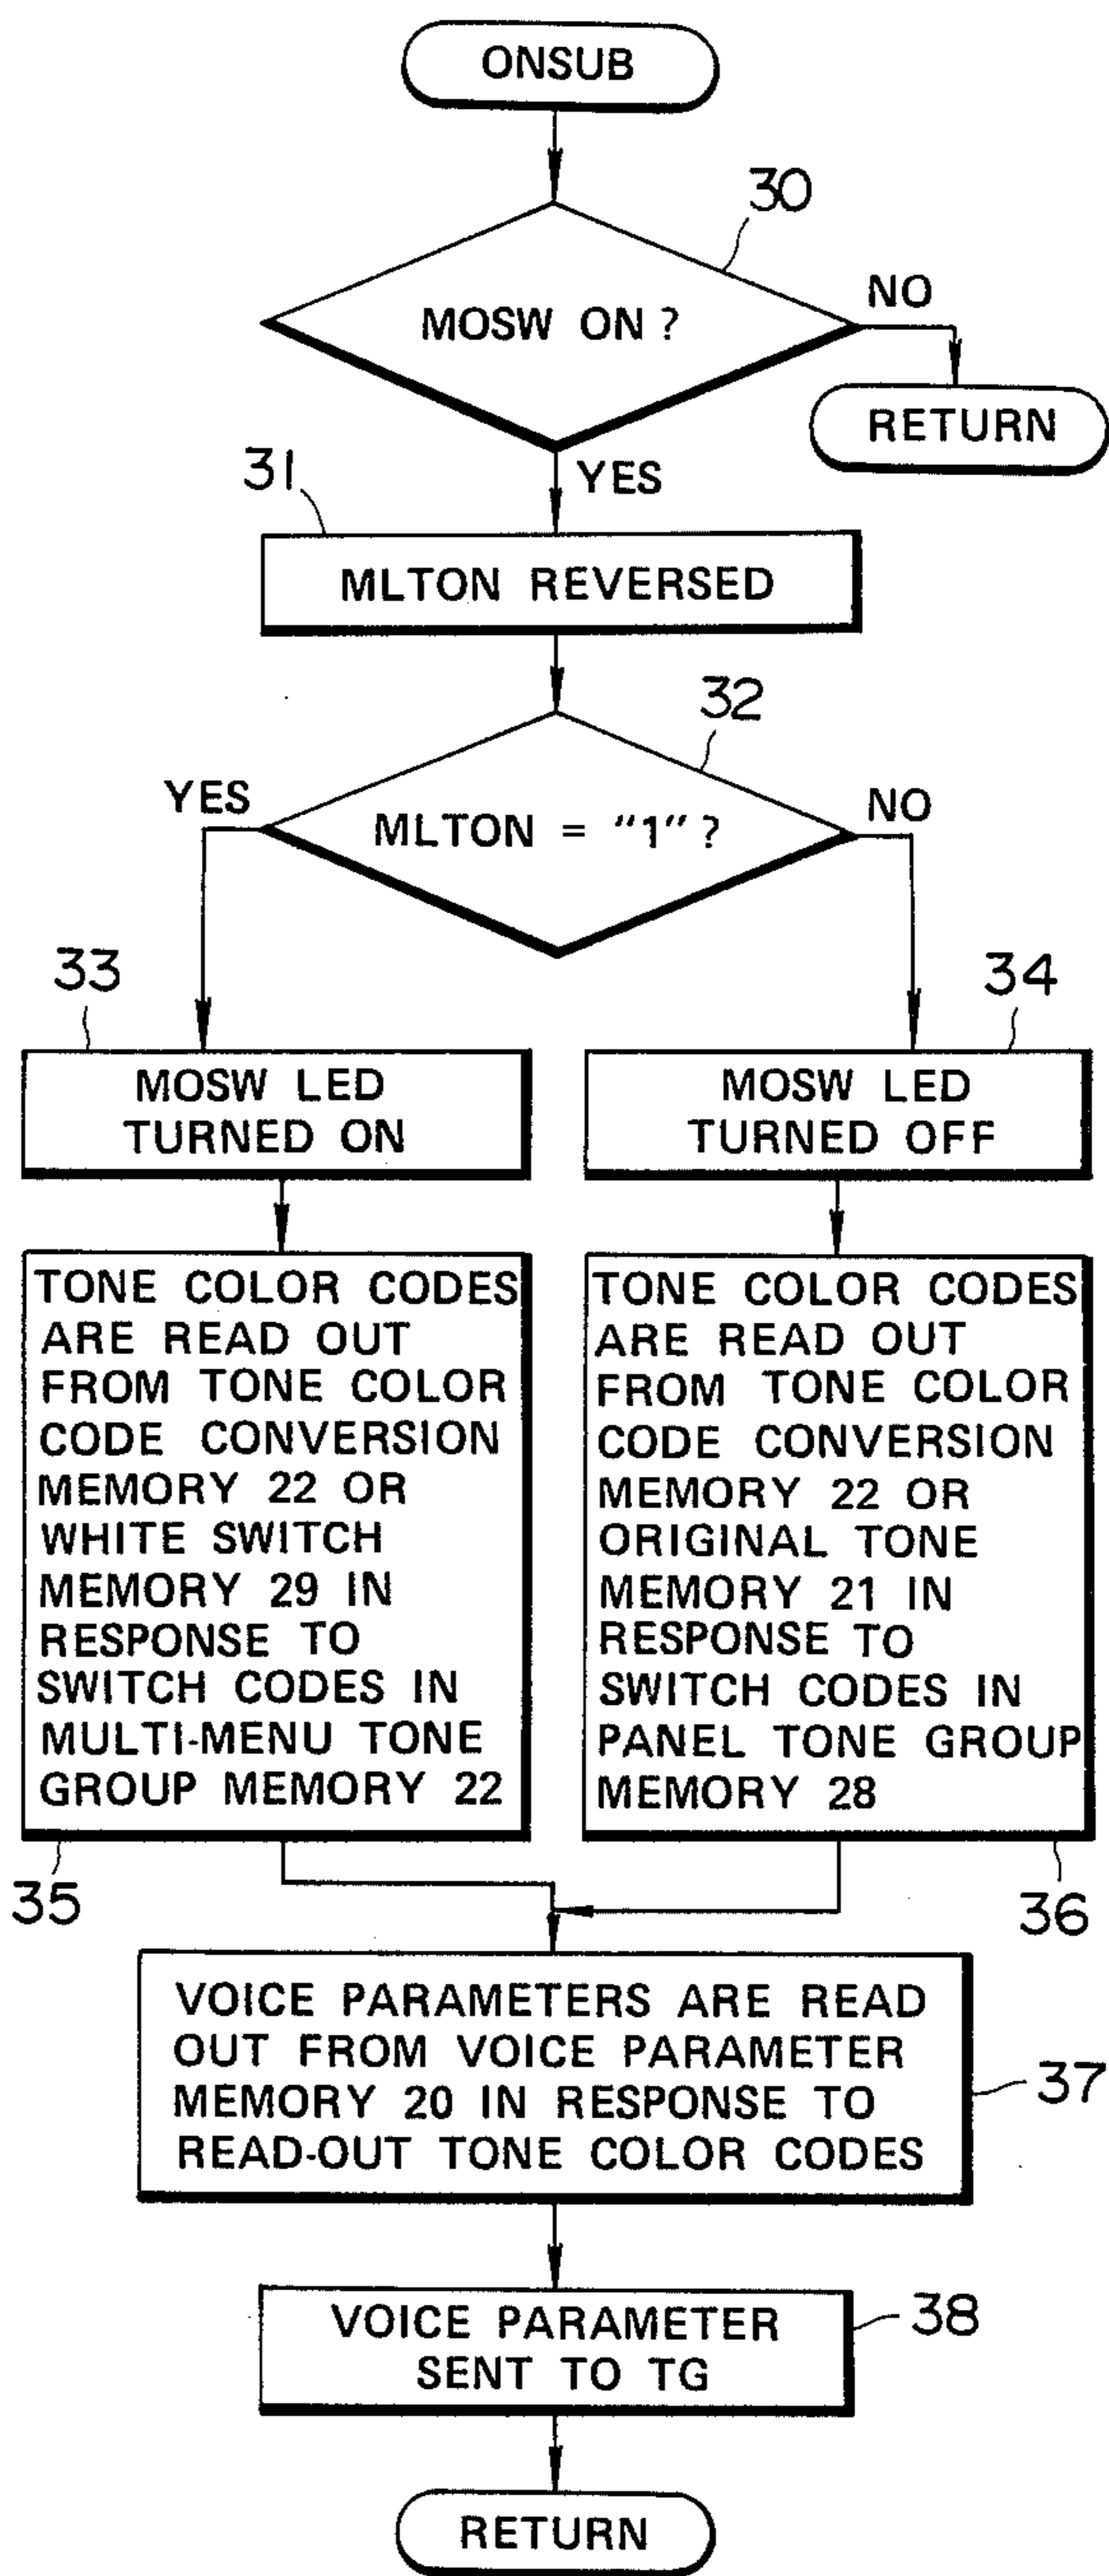 ONSUB
30
MOSW ON ?
NO
RETURN
YES
31
MLTON REVERSED
32
YES
MLTON = "1" ?
NO
33
MOSW LED
TURNED ON
34
MOSW LED
TURNED OFF
TONE COLOR CODES
ARE READ OUT
FROM TONE COLOR
CODE CONVERSION
MEMORY 22 OR
WHITE SWITCH
MEMORY 29 IN
RESPONSE TO
SWITCH CODES IN
MULTI-MENU TONE
GROUP MEMORY 22
35
TONE COLOR CODES
ARE READ OUT
FROM TONE COLOR
CODE CONVERSION
MEMORY 22 OR
ORIGINAL TONE
MEMORY 21 IN
RESPONSE TO
SWITCH CODES IN
PANEL TONE GROUP
MEMORY 28
36
VOICE PARAMETERS ARE READ
OUT FROM VOICE PARAMETER
MEMORY 20 IN RESPONSE TO
READ-OUT TONE COLOR CODES
37
VOICE PARAMETER
SENT TO TG
38
RETURN